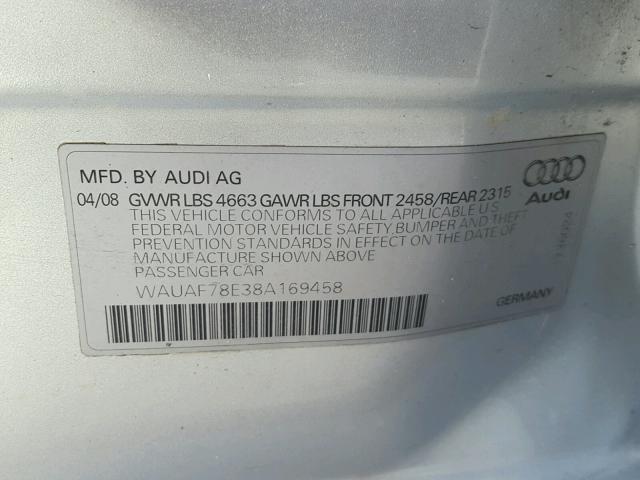 MFD. BY AUDI AG
04/08 GVWR LBS 4663 GAWR LBS FRONT 2458/REAR 2315
THIS VEHICLE CONFORMS TO ALL APPLICABLE U S
FEDERAL MOTOR VEHICLE SAFETY, BUMPER AND THEFT
PREVENTION STANDARDS IN EFFECT ON THE DATE OF
MANUFACTURE SHOWN ABOVE
PASSENGER CAR
WAUAF78E38A169458
Audi
GERMANY